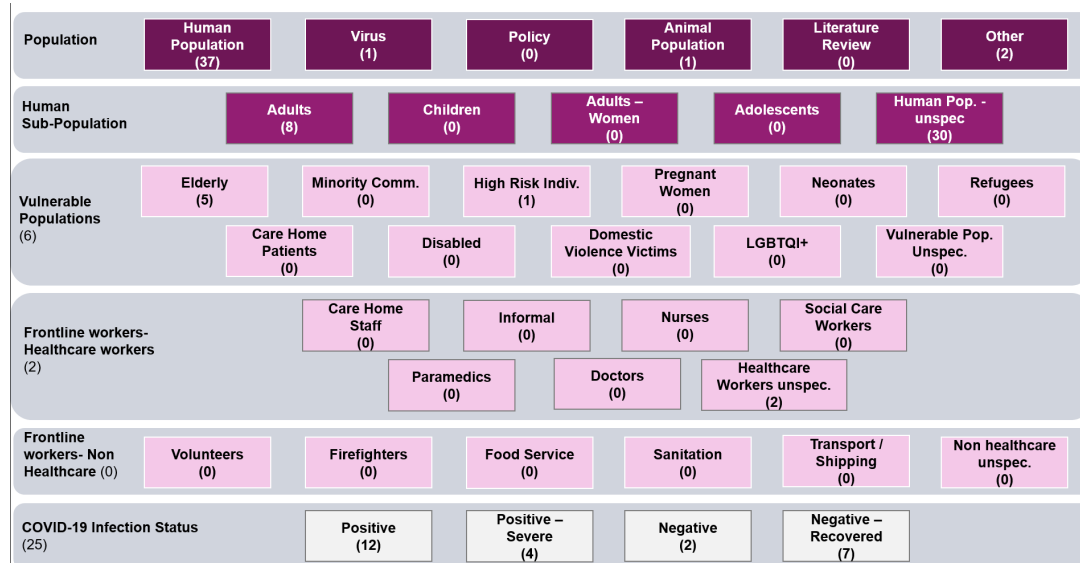 Population
Human
Population
(37)
Virus
(1)
Policy
(0)
Animal
Population
(1)
Literature
Review
(0)
Other
(2)
Human
Sub-Population
Adults
(8)
Children
(0)
Adults –
Women
(0)
Adolescents
(0)
Human Pop. -
unspec
(30)
Vulnerable
Populations
(6)
Elderly
(5)
Minority Comm.
(0)
High Risk Indiv.
(1)
Pregnant
Women
(0)
Neonates
(0)
Refugees
(0)
Care Home
Patients
(0)
Disabled
(0)
Domestic
Violence Victims
(0)
LGBTQI+
(0)
Vulnerable Pop.
Unspec.
(0)
Frontline workers-
Healthcare workers
(2)
Care Home
Staff
(0)
Informal
(0)
Nurses
(0)
Social Care
Workers
(0)
Paramedics
(0)
Doctors
(0)
Healthcare
Workers unspec.
(2)
Frontline
workers- Non
Healthcare (0)
Volunteers
(0)
Firefighters
(0)
Food Service
(0)
Sanitation
(0)
Transport /
Shipping
(0)
Non healthcare
unspec.
(0)
COVID-19 Infection Status
(25)
Positive
(12)
Positive –
Severe
(4)
Negative
(2)
Negative –
Recovered
(7)